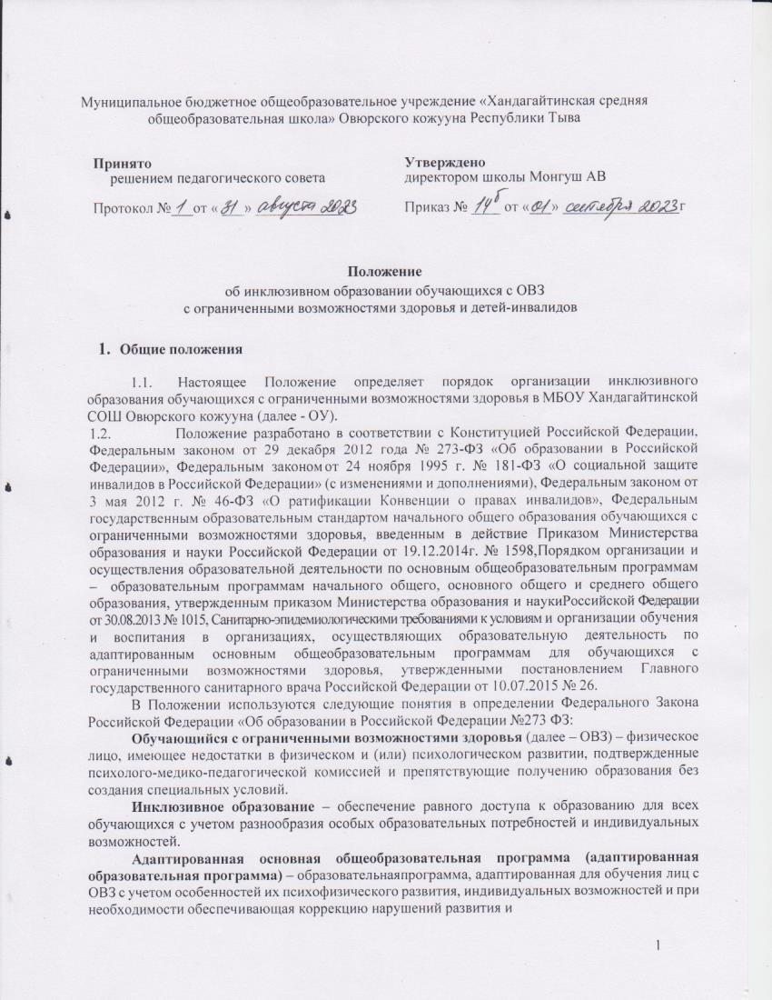 Муниципальное бюджетное общеобразовательное учреждение «Хандагайтинская средняя
общеобразовательная школа» Овюрского кожууна Республики Тыва
Принято
решением педагогического совета
Протокол № 1 от « 31 » августа 2023
Утверждено
директором школы Монгуш АВ
Приказ № 14б от «01» сентября 2023г
Положение
об инклюзивном образовании обучающихся с ОВЗ
с ограниченными возможностями здоровья и детей-инвалидов
1. Общие положения
1.1. Настоящее Положение определяет порядок организации инклюзивного
образования обучающихся с ограниченными возможностями здоровья в МБОУ Хандагайтинской
СОШ Овюрского кожууна (далее - ОУ).
1.2. Положение разработано в соответствии с Конституцией Российской Федерации,
Федеральным законом от 29 декабря 2012 года № 273-ФЗ «Об образовании в Российской
Федерации», Федеральным законом от 24 ноября 1995 г. № 181-ФЗ «О социальной защите
инвалидов в Российской Федерации» (с изменениями и дополнениями), Федеральным законом от
3 мая 2012 г. № 46-ФЗ «О ратификации Конвенции о правах инвалидов», Федеральным
государственным образовательным стандартом начального общего образования обучающихся с
ограниченными возможностями здоровья, введенным в действие Приказом Министерства
образования и науки Российской Федерации от 19.12.2014г. № 1598,Порядком организации и
осуществления образовательной деятельности по основным общеобразовательным программам
– образовательным программам начального общего, основного общего и среднего общего
образования, утвержденным приказом Министерства образования и наукиРоссийской Федерации
от 30.08.2013 № 1015, Санитарно-эпидемиологическими требованиями к условиям и организации обучения
и воспитания в организациях, осуществляющих образовательную деятельность по
адаптированным основным общеобразовательным программам для обучающихся с
ограниченными возможностями здоровья, утвержденными постановлением Главного
государственного санитарного врача Российской Федерации от 10.07.2015 № 26.
В Положении используются следующие понятия в определении Федерального Закона
Российской Федерации «Об образовании в Российской Федерации №273 ФЗ:
Обучающийся с ограниченными возможностями здоровья (далее – ОВЗ) – физическое
лицо, имеющее недостатки в физическом и (или) психологическом развитии, подтвержденные
психолого-медико-педагогической комиссией и препятствующие получению образования без
создания специальных условий.
Инклюзивное образование – обеспечение равного доступа к образованию для всех
обучающихся с учетом разнообразия особых образовательных потребностей и индивидуальных
возможностей.
Адаптированная основная общеобразовательная программа (адаптированная
образовательная программа) – образовательнаяпрограмма, адаптированная для обучения лиц с
ОВЗ с учетом особенностей их психофизического развития, индивидуальных возможностей и при
необходимости обеспечивающая коррекцию нарушений развития и
1